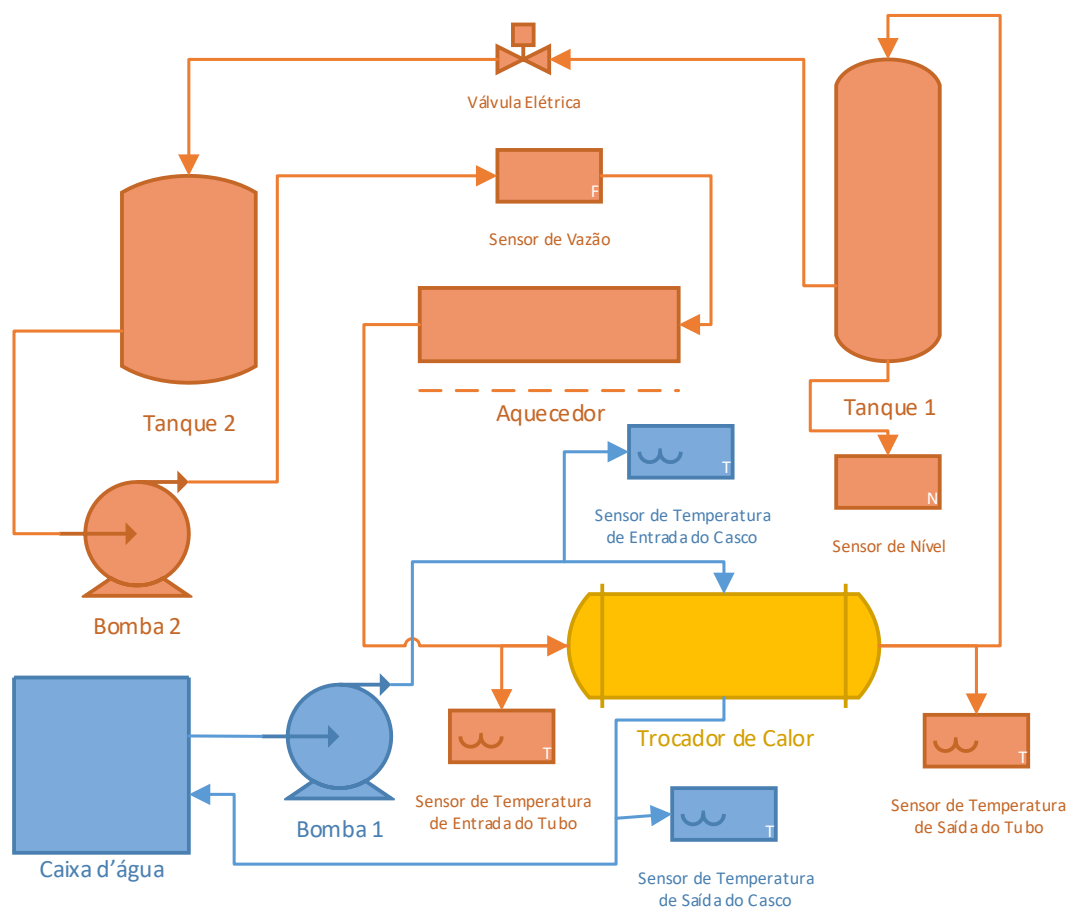 Válvula Elétrica
F
Sensor de Vazão
Tanque 2
Aquecedor
Tanque 1
T
N
Sensor de Temperatura
de Entrada do Casco
Sensor de Nível
Bomba 2
T
Trocador de Calor
T
Sensor de Temperatura
de Entrada do Tubo
Sensor de Temperatura
de Saída do Tubo
Bomba 1
T
Caixa d’água
Sensor de Temperatura
de Saída do Casco